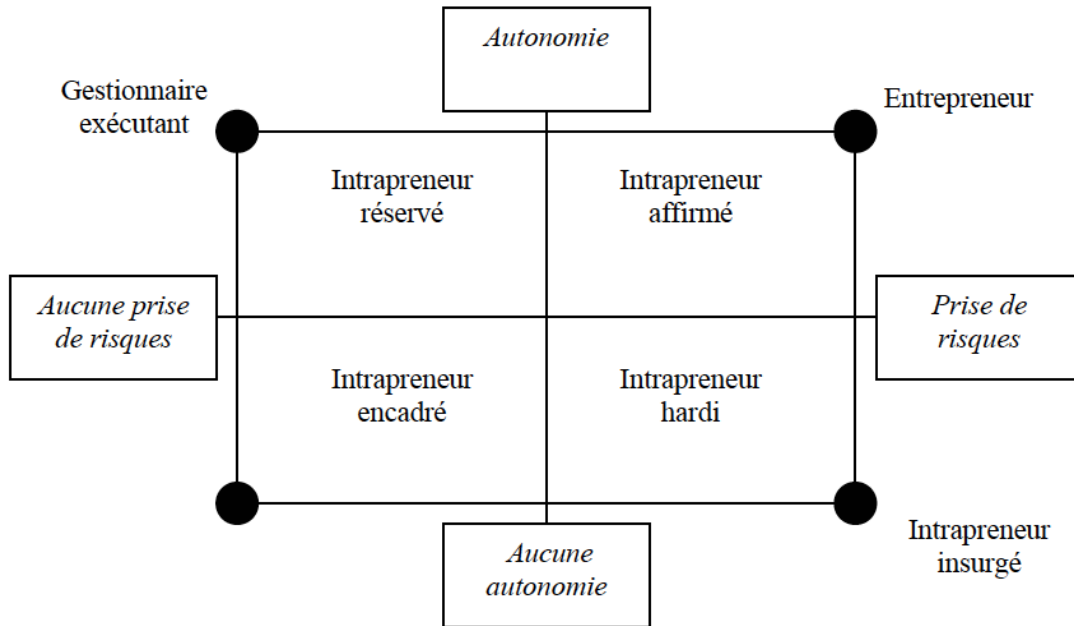 Autonomie
Gestionnaire
exécutant
Entrepreneur
Intrapreneur
réservé
Intrapreneur
affirmé
Aucune prise
de risques
Prise de
risques
Intrapreneur
encadré
Intrapreneur
hardi
Aucune
autonomie
Intrapreneur
insurgé